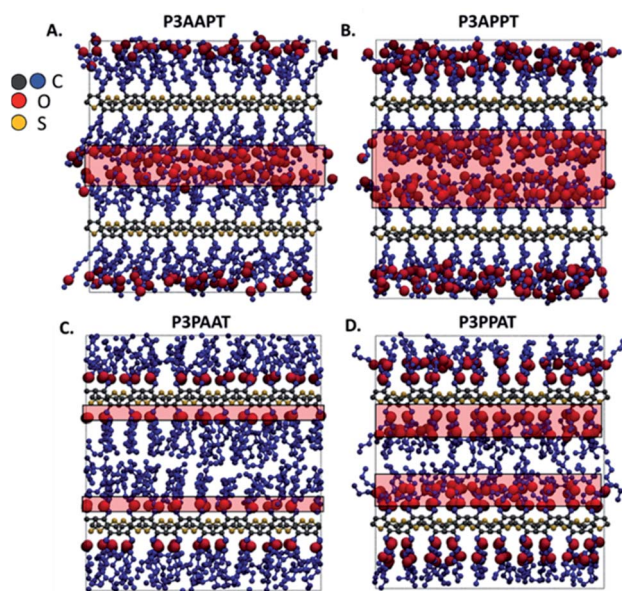 A. P3AAPT
B. P3APPT
C
O
S
C. P3PAAT
D. P3PPAT